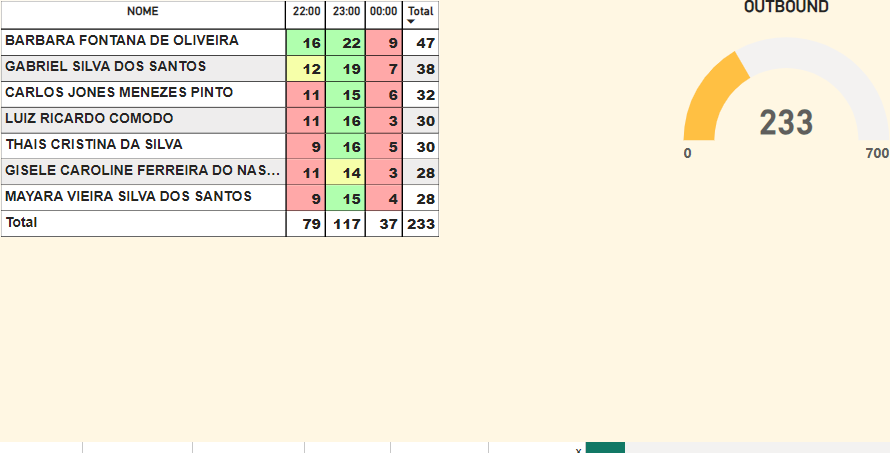 NOME 22:00 23:00 00:00 Total
BARBARA FONTANA DE OLIVEIRA 16 22 9 47
GABRIEL SILVA DOS SANTOS 12 19 7 38
CARLOS JONES MENEZES PINTO 11 15 6 32
LUIZ RICARDO COMODO 11 16 3 30
THAIS CRISTINA DA SILVA 9 16 5 30
GISELE CAROLINE FERREIRA DO NAS... 11 14 3 28
MAYARA VIEIRA SILVA DOS SANTOS 9 15 4 28
Total 79 117 37 233
OUTBOUND
233
0 700
x